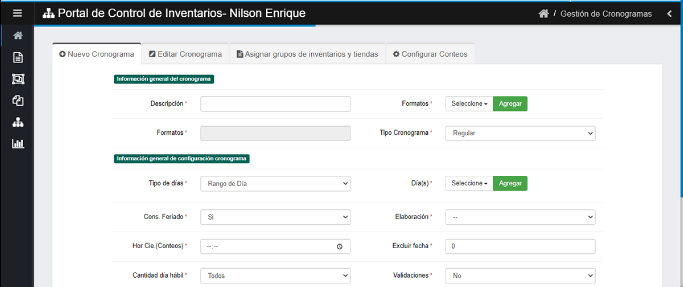 Portal de Control de Inventarios- Nilson Enrique
/ Gestión de Cronogramas
Nuevo Cronograma Editar Cronograma Asignar grupos de inventarios y tiendas Configurar Conteos
Información general del cronograma
Descripción * Formatos * Seleccione Agregar
Formatos * Tipo Cronograma * Regular
Información general de configuración cronograma
Tipo de días * Rango de Día Día(s) * Seleccione Agregar
Cons. Feriado * Si Elaboración * --
Hor Cie.(Conteos) * --:-- Excluir fecha * 0
Cantidad día hábil * Todos Validaciones * No